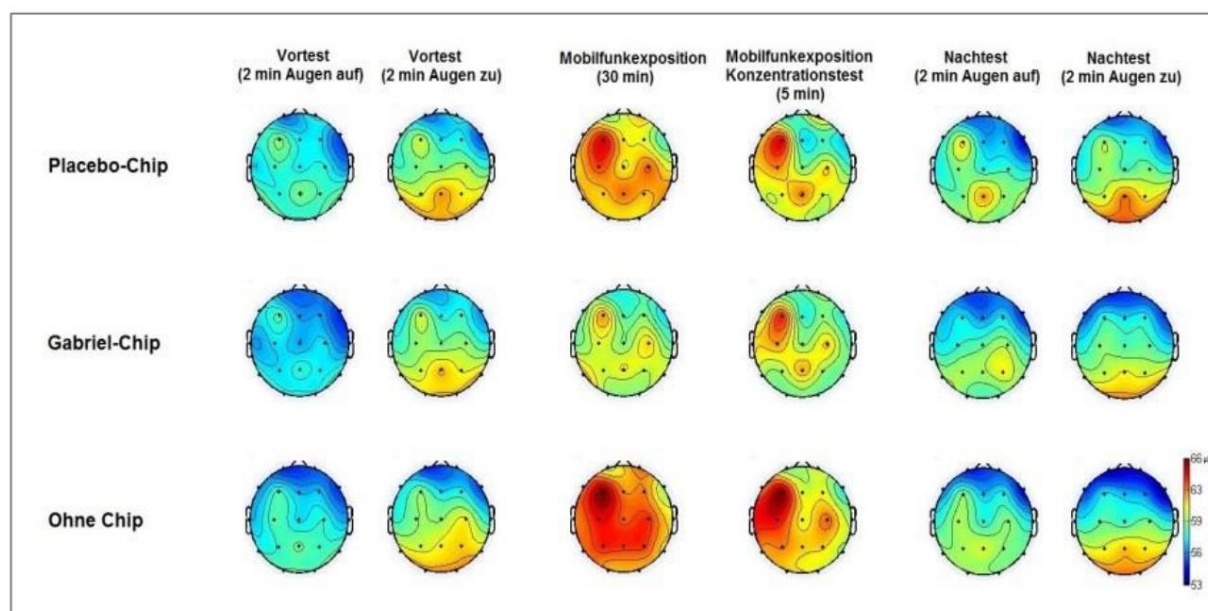 Vortest
(2 min Augen auf)
Vortest
(2 min Augen zu)
Mobilfunkexposition
(30 min)
Mobilfunkexposition
Konzentrationstest
(5 min)
Nachtest
(2 min Augen auf)
Nachtest
(2 min Augen zu)
Placebo-Chip
Gabriel-Chip
Ohne Chip
66
63
59
56
53